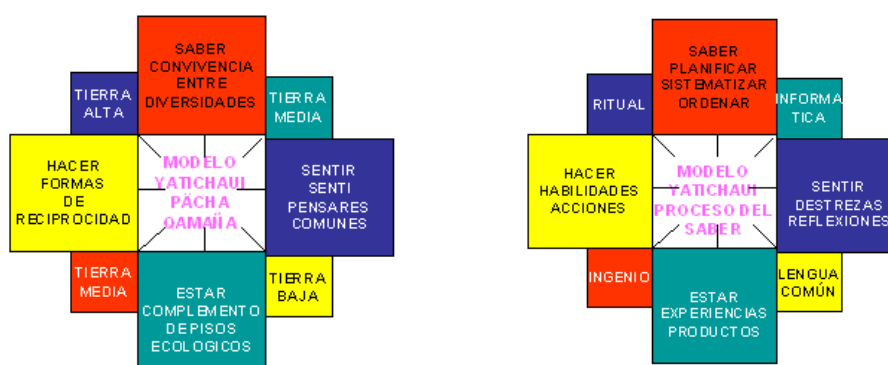 SABER
CONVIVENCIA
ENTRE
DIVERSIDADES
TIERRA
ALTA
TIERRA
MEDIA
HACER
FORMAS
DE
RECIPROCIDAD
MODELO
YATICHAUI
PÄCHA
QAMAÑA
SENTIR
SENTI
PENSARES
COMUNES
TIERRA
MEDIA
ESTAR
COMPLEMENTO
DE PISOS
ECOLOGICOS
TIERRA
BAJA
SABER
PLANIFICAR
SISTEMATIZAR
ORDENAR
RITUAL
INFORMA
TICA
HACER
HABILIDADES
ACCIONES
MODELO
YATICHAUI
PROCESO DEL
SABER
SENTIR
DESTREZAS
REFLEXIONES
INGENIO
ESTAR
EXPERIENCIAS
PRODUCTOS
LENGUA
COMÚN